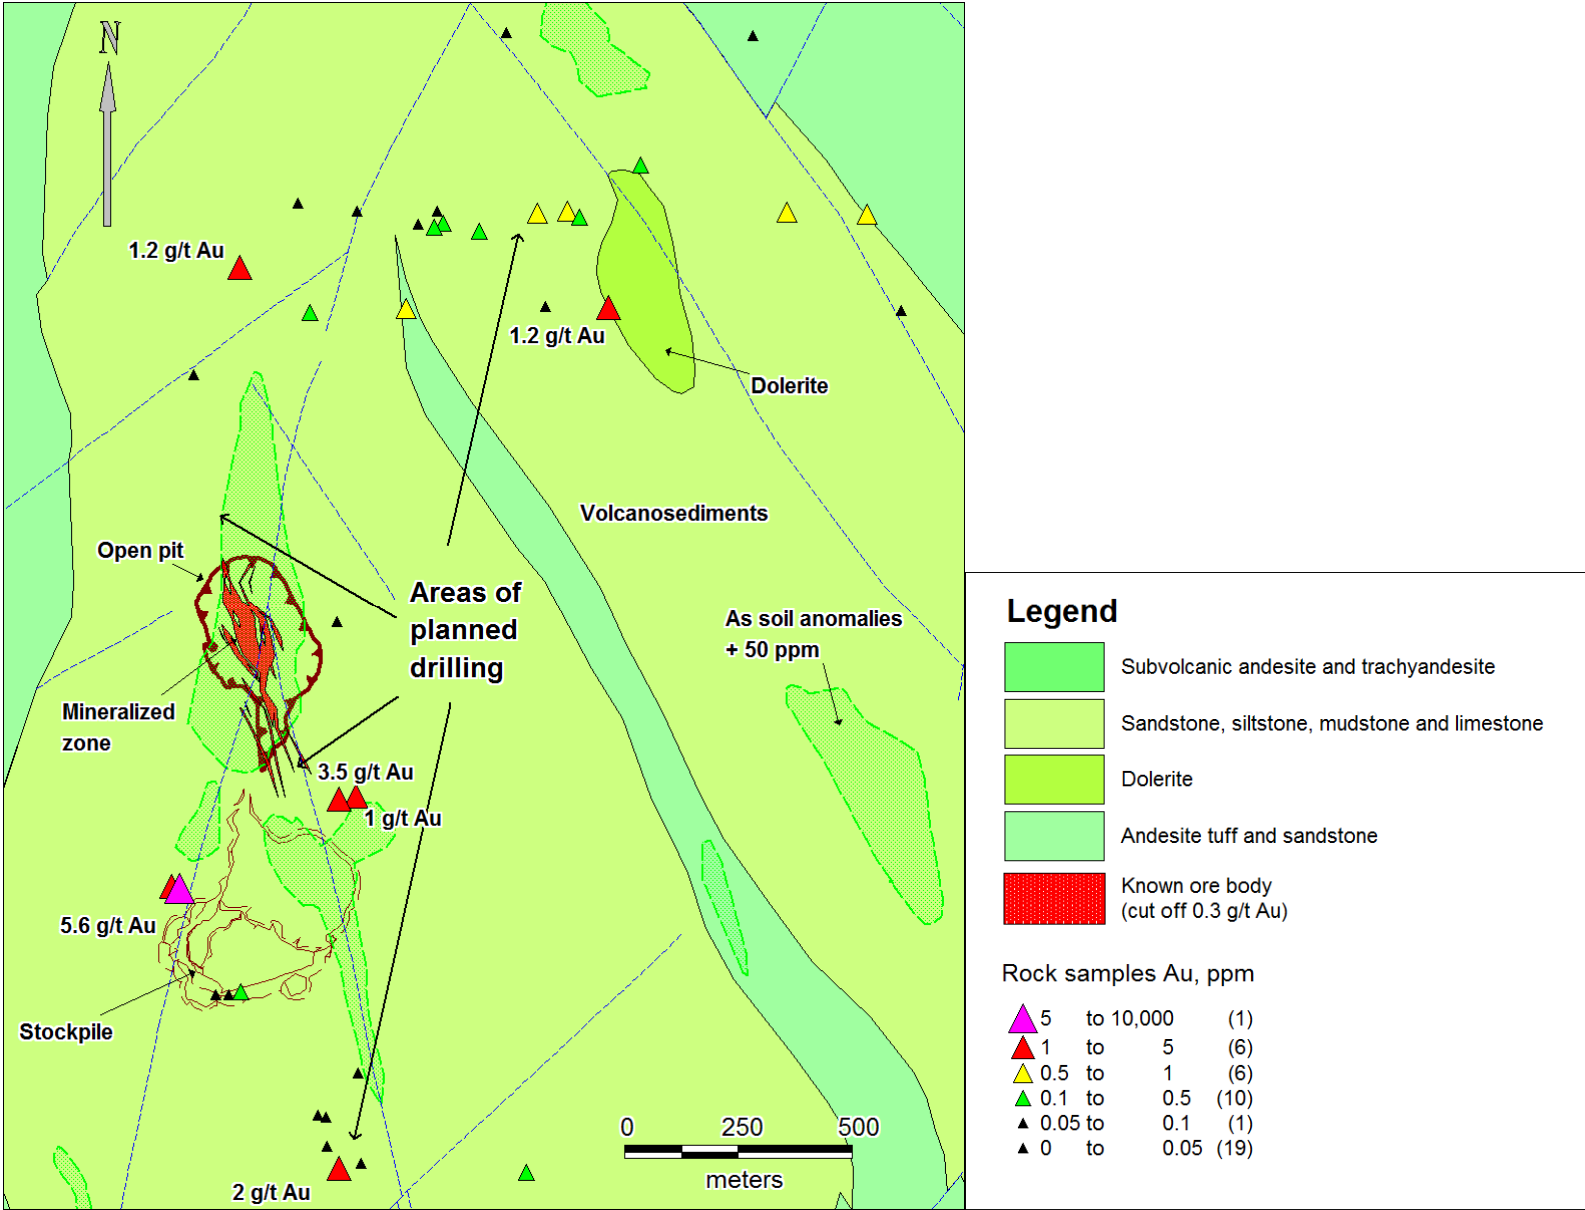 N
1.2 g/t Au
1.2 g/t Au
Dolerite
Volcanosediments
Open pit
Areas of
planned
drilling
As soil anomalies
+ 50 ppm
Mineralized
zone
3.5 g/t Au
1 g/t Au
5.6 g/t Au
Stockpile
2 g/t Au
0 250 500
meters
Legend
Subvolcanic andesite and trachyandesite
Sandstone, siltstone, mudstone and limestone
Dolerite
Andesite tuff and sandstone
Known ore body
(cut off 0.3 g/t Au)
Rock samples Au, ppm
5 to 10,000 (1)
1 to 5 (6)
0.5 to 1 (6)
0.1 to 0.5 (10)
0.05 to 0.1 (1)
0 to 0.05 (19)